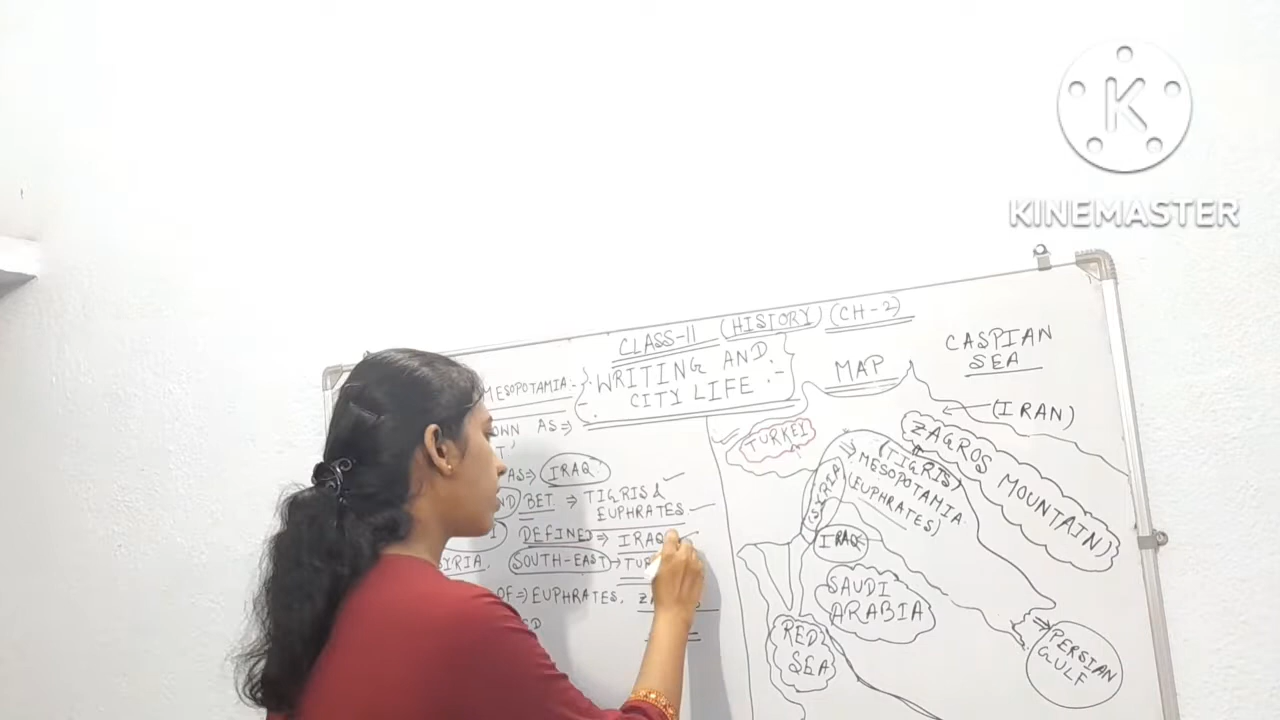 KINEMASTER
CLASS-11 (HISTORY) (CH-2)
WRITING AND
CITY LIFE :-
MESOPOTAMIA:-
AS⇒
AS⇒ IRAQ
BET ⇒ TIGRIS &
EUPHRATES
DEFINED ⇒ IRAQ
SOUTH-EAST →
OF⇒ EUPHRATES.
MAP
CASPIAN
SEA
(IRAN)
TURKEY
ZAGROS MOUNTAIN)
(TIGRIS)
MESOPOTAMIA
(EUPHRATES)
(SYRIA)
IRAQ
SAUDI
ARABIA
RED
SEA
PERSIAN
GULF